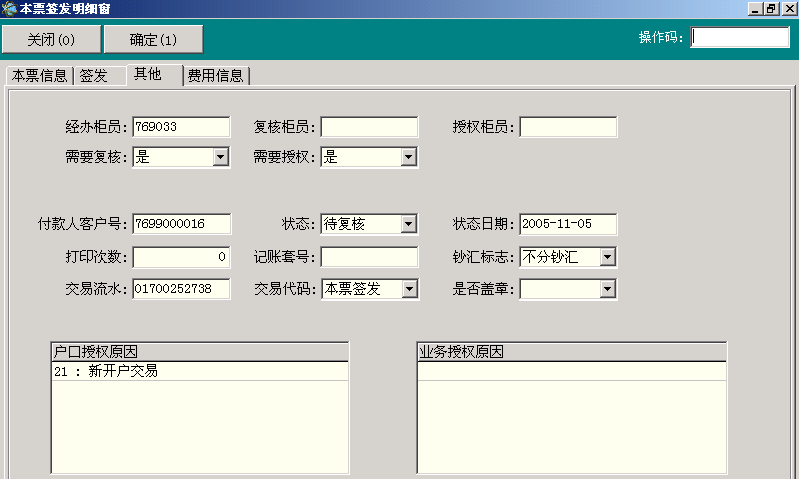 本票签发明细窗
关闭(0) 确定(1) 操作码:
本票信息 签发 其他 费用信息
经办柜员: 769033 复核柜员: 授权柜员:
需要复核: 是 需要授权: 是
付款人客户号: 7699000016 状态: 待复核 状态日期: 2005-11-05
打印次数: 0 记账套号: 钞汇标志: 不分钞汇
交易流水: 01700252738 交易代码: 本票签发 是否盖章:
户口授权原因 业务授权原因
21 : 新开户交易